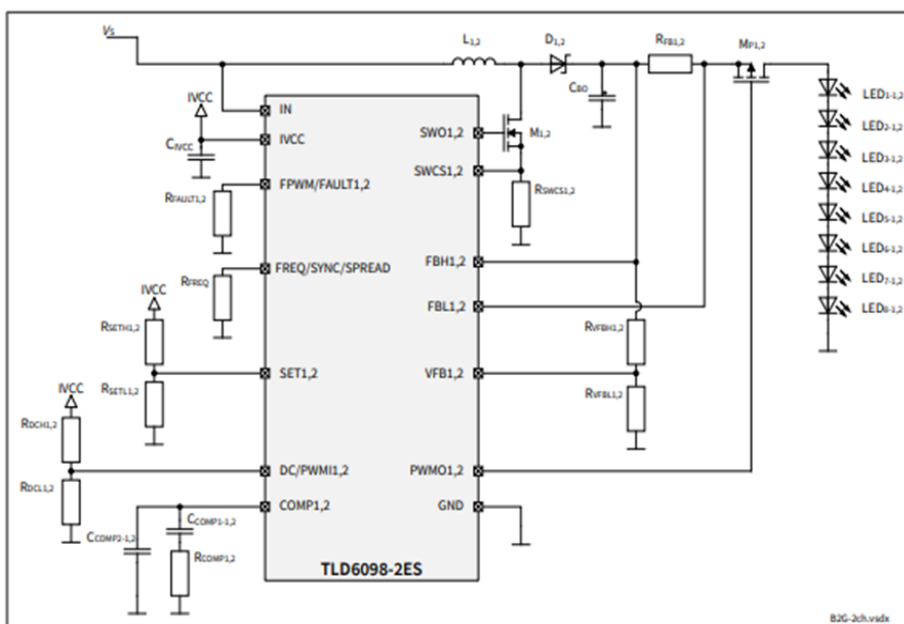 Vs
L1,2
D1,2
RFB1,2
MP1,2
CBO
IVCC
IN
IVCC
CIVCC
SWO1,2
M1,2
SWCS1,2
RSWCS1,2
FPWM/FAULT1,2
RFAULT1,2
FREQ/SYNC/SPREAD
RFREQ
FBH1,2
FBL1,2
IVCC
RSETH1,2
SET1,2
RSETL1,2
RVFBH1,2
VFB1,2
RVFBL1,2
IVCC
RDCH1,2
DC/PWMI1,2
RDCL1,2
PWMO1,2
COMP1,2
GND
CCOMP1-1,2
CCOMP2-1,2
RCOMP1,2
TLD6098-2ES
LED1-1,2
LED2-1,2
LED3-1,2
LED4-1,2
LED5-1,2
LED6-1,2
LED7-1,2
LED8-1,2
B2G-2ch.vsdx